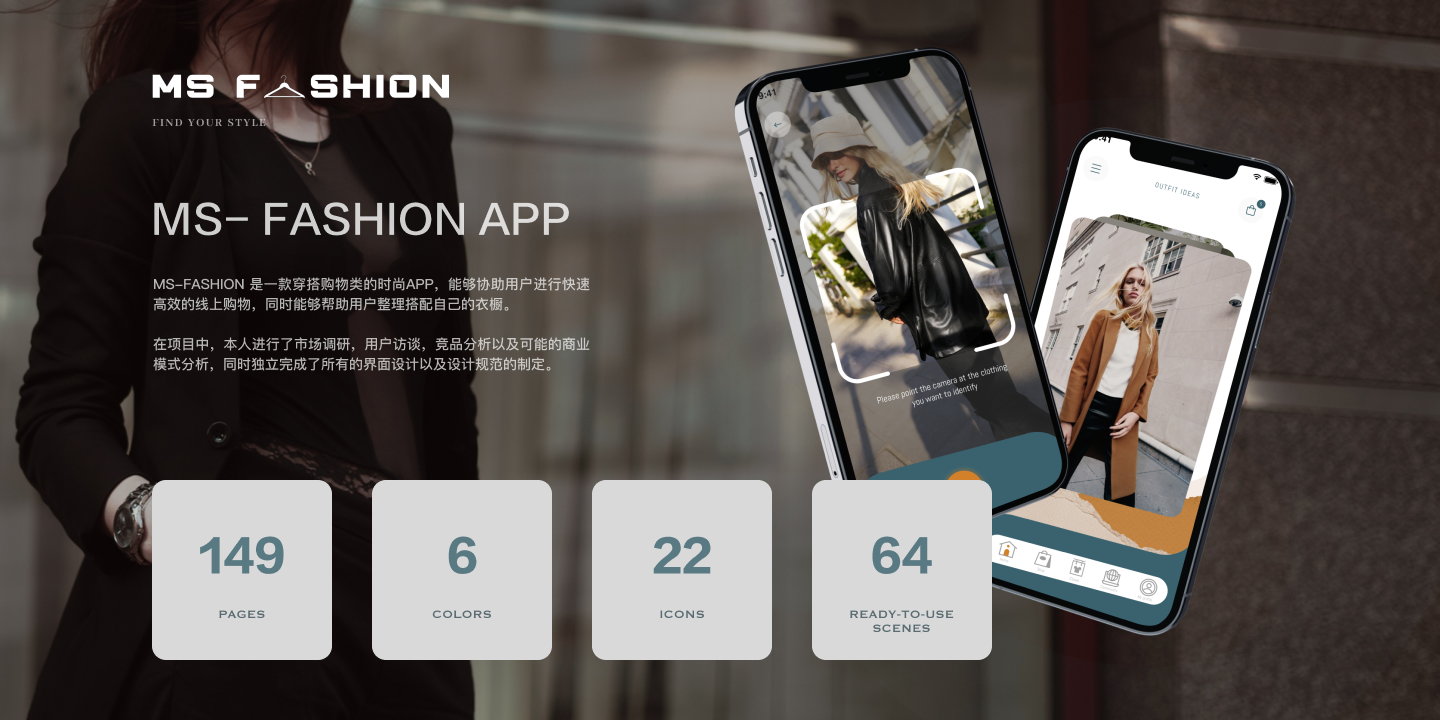 MS FASHION
FIND YOUR STYLE
MS– FASHION APP
MS–FASHION 是一款穿搭购物类的时尚APP，能够协助用户进行快速
高效的线上购物，同时能够帮助用户整理搭配自己的衣橱。
在项目中，本人进行了市场调研，用户访谈，竞品分析以及可能的商业
模式分析，同时独立完成了所有的界面设计以及设计规范的制定。
9:41
Please point the camera at the clothing
you want to identify
:41
OUTFIT IDEAS
149
PAGES
6
COLORS
22
ICONS
64
READY-TO-USE
SCENES